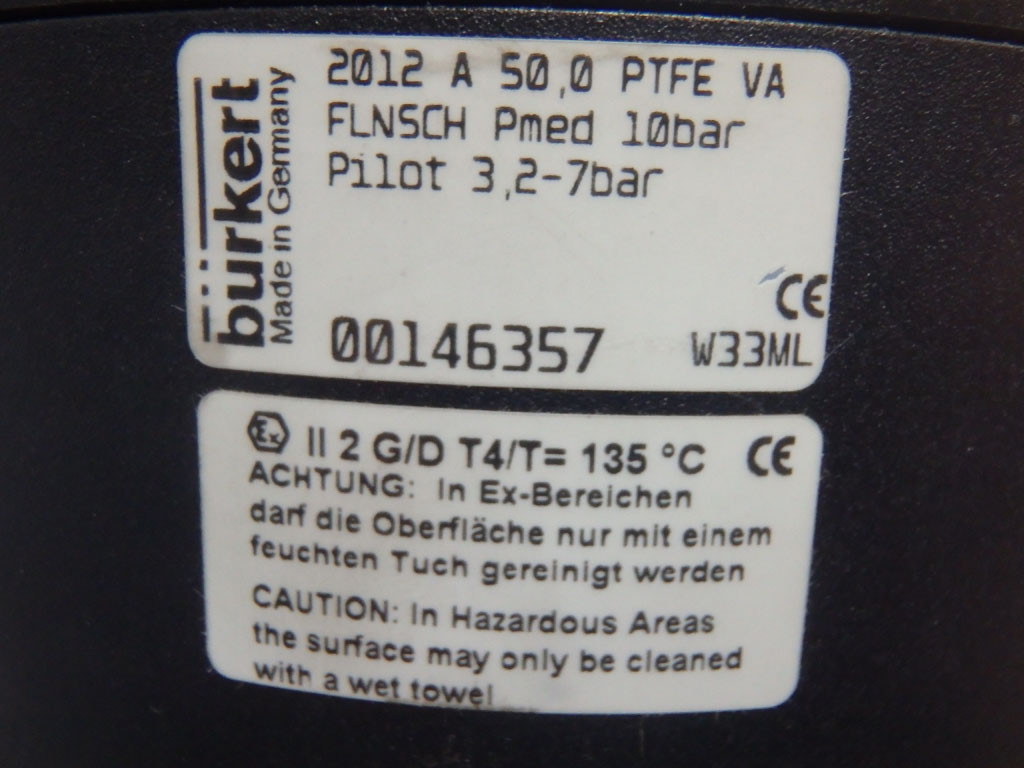 bürkert
Made in Germany
2012 A 50,0 PTFE VA
FLNSCH Pmed 10bar
Pilot 3,2-7bar
CE
00146357 W33ML
Ex II 2 G/D T4/T= 135 °C CE
ACHTUNG: In Ex-Bereichen
darf die Oberfläche nur mit einem
feuchten Tuch gereinigt werden
CAUTION: In Hazardous Areas
the surface may only be cleaned
with a wet towel